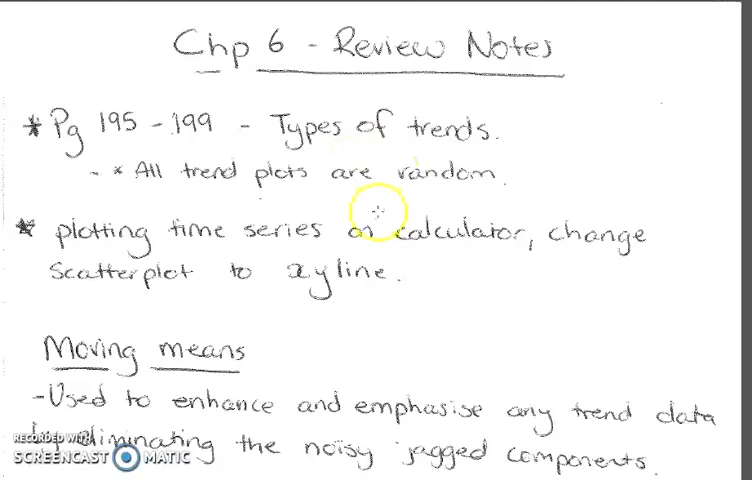 Chp 6 - Review Notes
* Pg 195 - 199 - Types of trends.
- * All trend plots are random.
* plotting time series on calculator, change
Scatterplot to xyline.
Moving means
- Used to enhance and emphasise any trend data
by eliminating the noisy jagged components.
RECORDED WITH
SCREENCAST MATIC